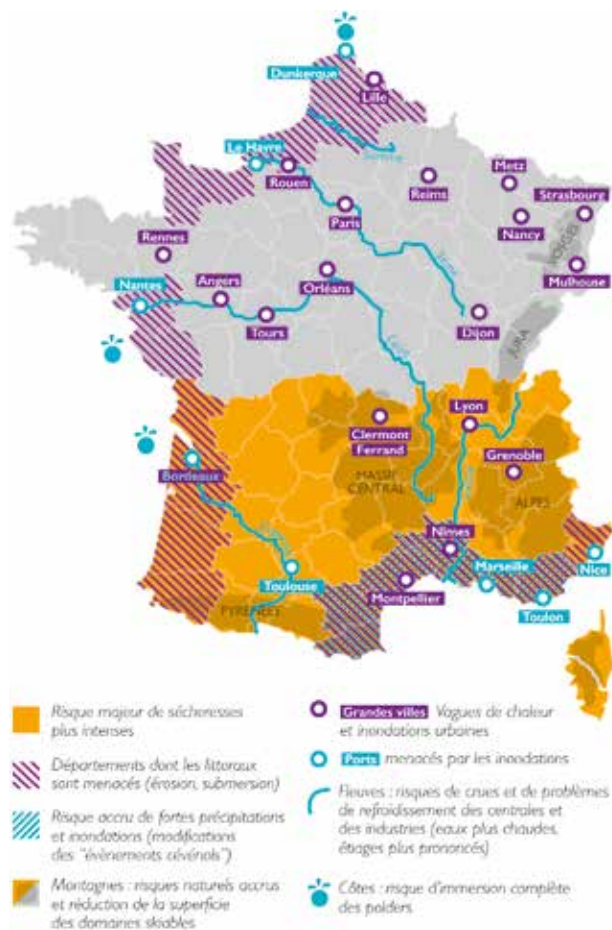 Dunkerque
Lille
Somme
Le Havre
Rouen
Reims
Metz
Strasbourg
Paris
Nancy
VOSGES
Rennes
Seine
Mulhouse
Nantes
Angers
Orléans
Tours
Dijon
Loire
JURA
Lyon
Clermont
Ferrand
Grenoble
MASSIF
CENTRAL
ALPES
Bordeaux
Nîmes
Marseille
Nice
Toulouse
Montpellier
Toulon
PYRENEES
Risque majeur de sécheresses
plus intenses
Départements dont les littoraux
sont menacés (érosion, submersion)
Risque accru de fortes précipitations
et inondations (modifications
des "évènements cévénols")
Montagnes : risques naturels accrus
et réduction de la superficie
des domaines skiables
Grandes villes Vagues de chaleur
et inondations urbaines
Ports menacés par les inondations
Fleuves : risques de crues et de problèmes
de refroidissement des centrales et
des industries (eaux plus chaudes,
étiages plus prononcés)
Côtes : risque d'immersion complète
des polders